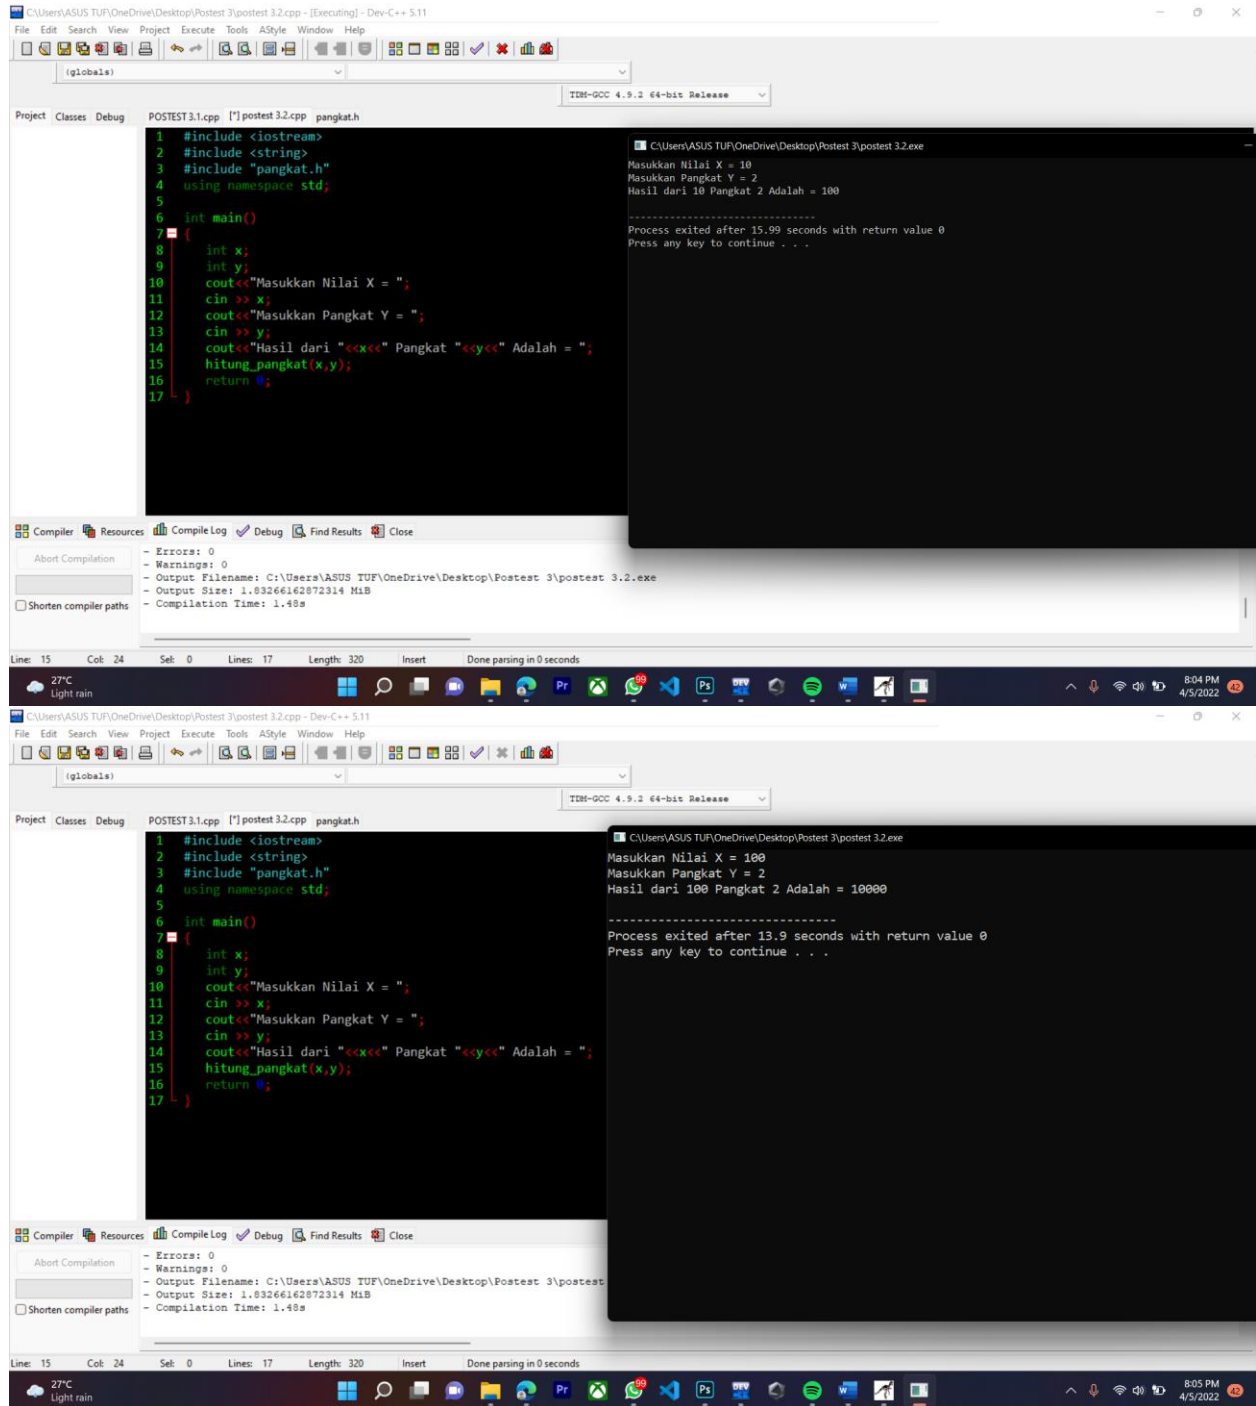 C:\Users\ASUS TUF\OneDrive\Desktop\Postest 3\postest 3.2.cpp - [Executing] - Dev-C++ 5.11
File Edit Search View Project Execute Tools AStyle Window Help
(globals)
TDM-GCC 4.9.2 64-bit Release
Project Classes Debug POSTEST 3.1.cpp [*] postest 3.2.cpp pangkat.h
1 #include <iostream>
2 #include <string>
3 #include "pangkat.h"
4 using namespace std;
5
6 int main()
7 {
8 int x;
9 int y;
10 cout<<"Masukkan Nilai X = ";
11 cin >> x;
12 cout<<"Masukkan Pangkat Y = ";
13 cin >> y;
14 cout<<"Hasil dari "<<x<<" Pangkat "<<y<<" Adalah = ";
15 hitung_pangkat(x,y);
16 return 0;
17 }
C:\Users\ASUS TUF\OneDrive\Desktop\Postest 3\postest 3.2.exe
Masukkan Nilai X = 10
Masukkan Pangkat Y = 2
Hasil dari 10 Pangkat 2 Adalah = 100
--------------------------------
Process exited after 15.99 seconds with return value 0
Press any key to continue . . .
Compiler Resources Compile Log Debug Find Results Close
Abort Compilation
Shorten compiler paths
- Errors: 0
- Warnings: 0
- Output Filename: C:\Users\ASUS TUF\OneDrive\Desktop\Postest 3\postest 3.2.exe
- Output Size: 1.83266162872314 MiB
- Compilation Time: 1.48s
Line: 15 Col: 24 Sel: 0 Lines: 17 Length: 320 Insert Done parsing in 0 seconds
27°C
Light rain
Pr
99
Ps
DEV
W
8:04 PM
4/5/2022
42
C:\Users\ASUS TUF\OneDrive\Desktop\Postest 3\postest 3.2.cpp - Dev-C++ 5.11
File Edit Search View Project Execute Tools AStyle Window Help
(globals)
TDM-GCC 4.9.2 64-bit Release
Project Classes Debug POSTEST 3.1.cpp [*] postest 3.2.cpp pangkat.h
1 #include <iostream>
2 #include <string>
3 #include "pangkat.h"
4 using namespace std;
5
6 int main()
7 {
8 int x;
9 int y;
10 cout<<"Masukkan Nilai X = ";
11 cin >> x;
12 cout<<"Masukkan Pangkat Y = ";
13 cin >> y;
14 cout<<"Hasil dari "<<x<<" Pangkat "<<y<<" Adalah = ";
15 hitung_pangkat(x,y);
16 return 0;
17 }
C:\Users\ASUS TUF\OneDrive\Desktop\Postest 3\postest 3.2.exe
Masukkan Nilai X = 100
Masukkan Pangkat Y = 2
Hasil dari 100 Pangkat 2 Adalah = 10000
--------------------------------
Process exited after 13.9 seconds with return value 0
Press any key to continue . . .
Compiler Resources Compile Log Debug Find Results Close
Abort Compilation
Shorten compiler paths
- Errors: 0
- Warnings: 0
- Output Filename: C:\Users\ASUS TUF\OneDrive\Desktop\Postest 3\postest
- Output Size: 1.83266162872314 MiB
- Compilation Time: 1.48s
Line: 15 Col: 24 Sel: 0 Lines: 17 Length: 320 Insert Done parsing in 0 seconds
27°C
Light rain
Pr
99
Ps
DEV
W
8:05 PM
4/5/2022
42